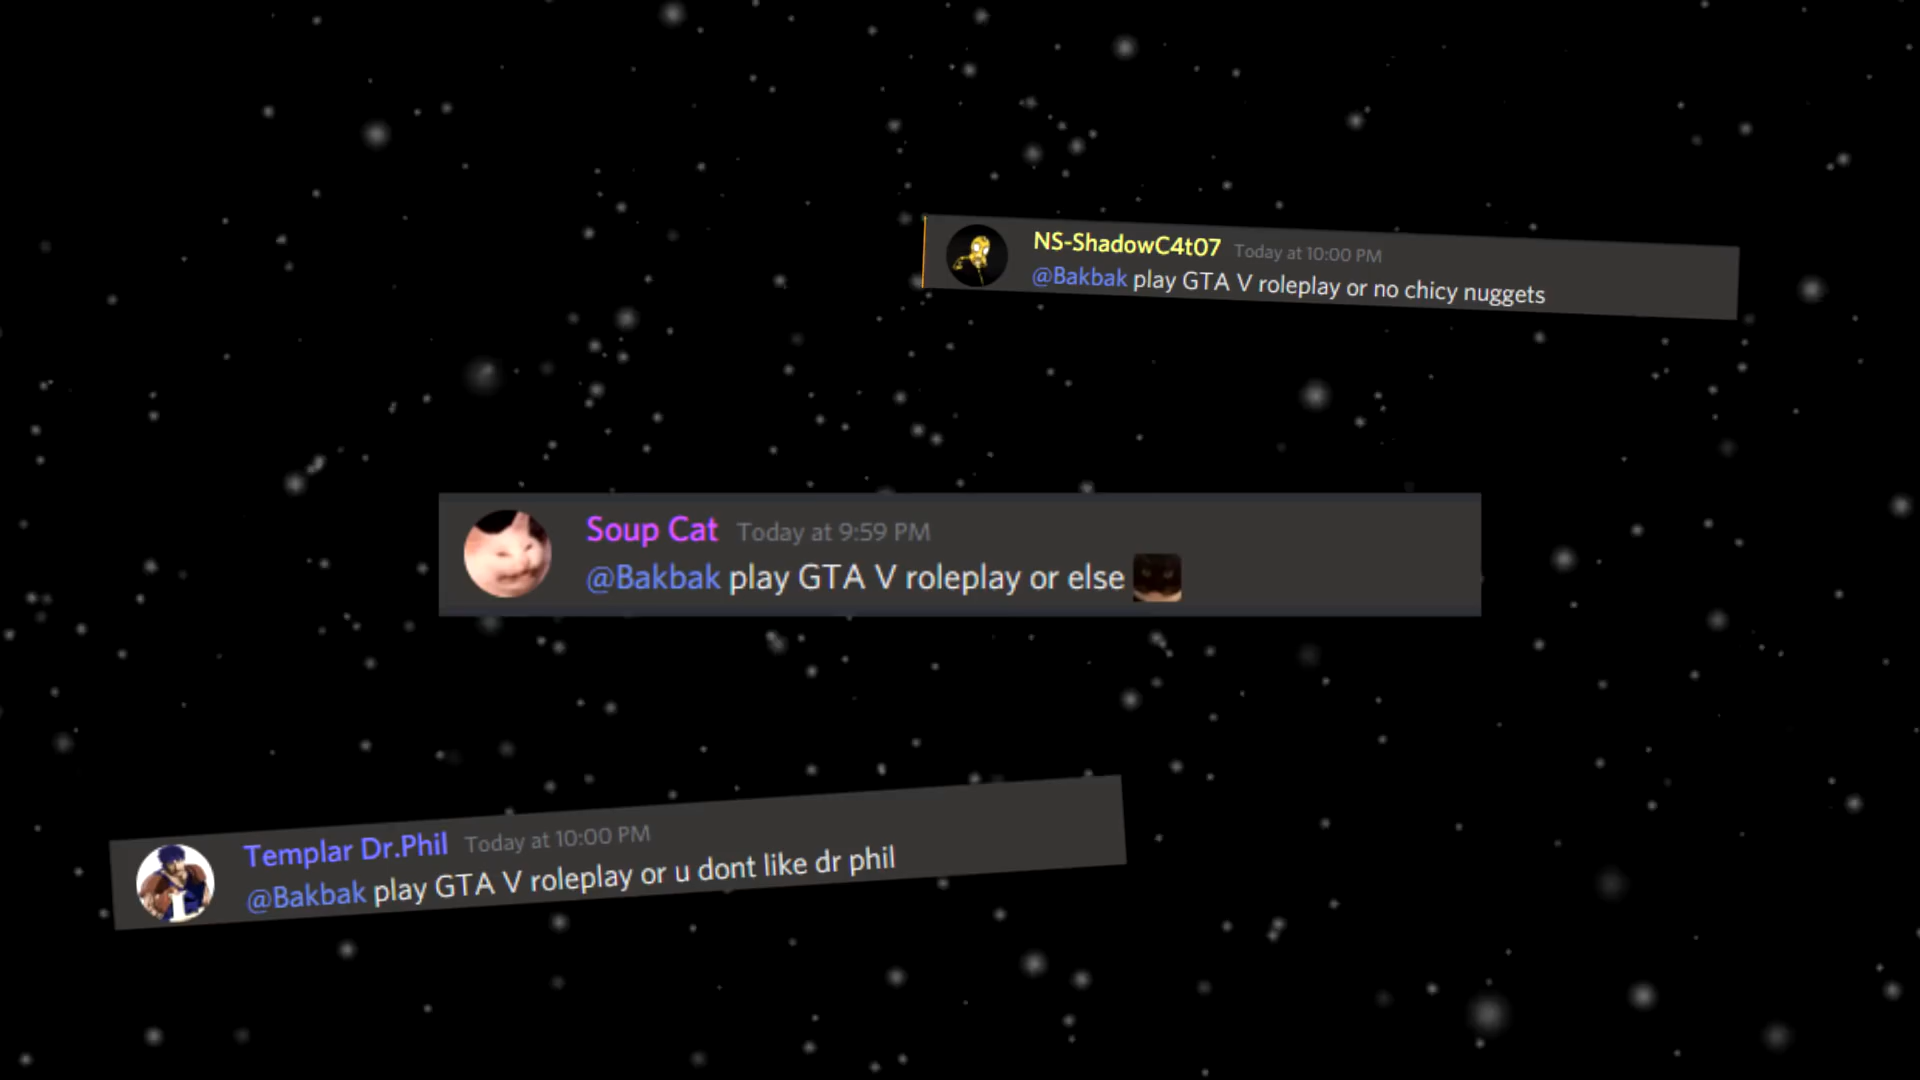 NS-ShadowC4t07 Today at 10:00 PM
@Bakbak play GTA V roleplay or no chicy nuggets
Soup Cat Today at 9:59 PM
@Bakbak play GTA V roleplay or else
Templar Dr.Phil Today at 10:00 PM
@Bakbak play GTA V roleplay or u dont like dr phil